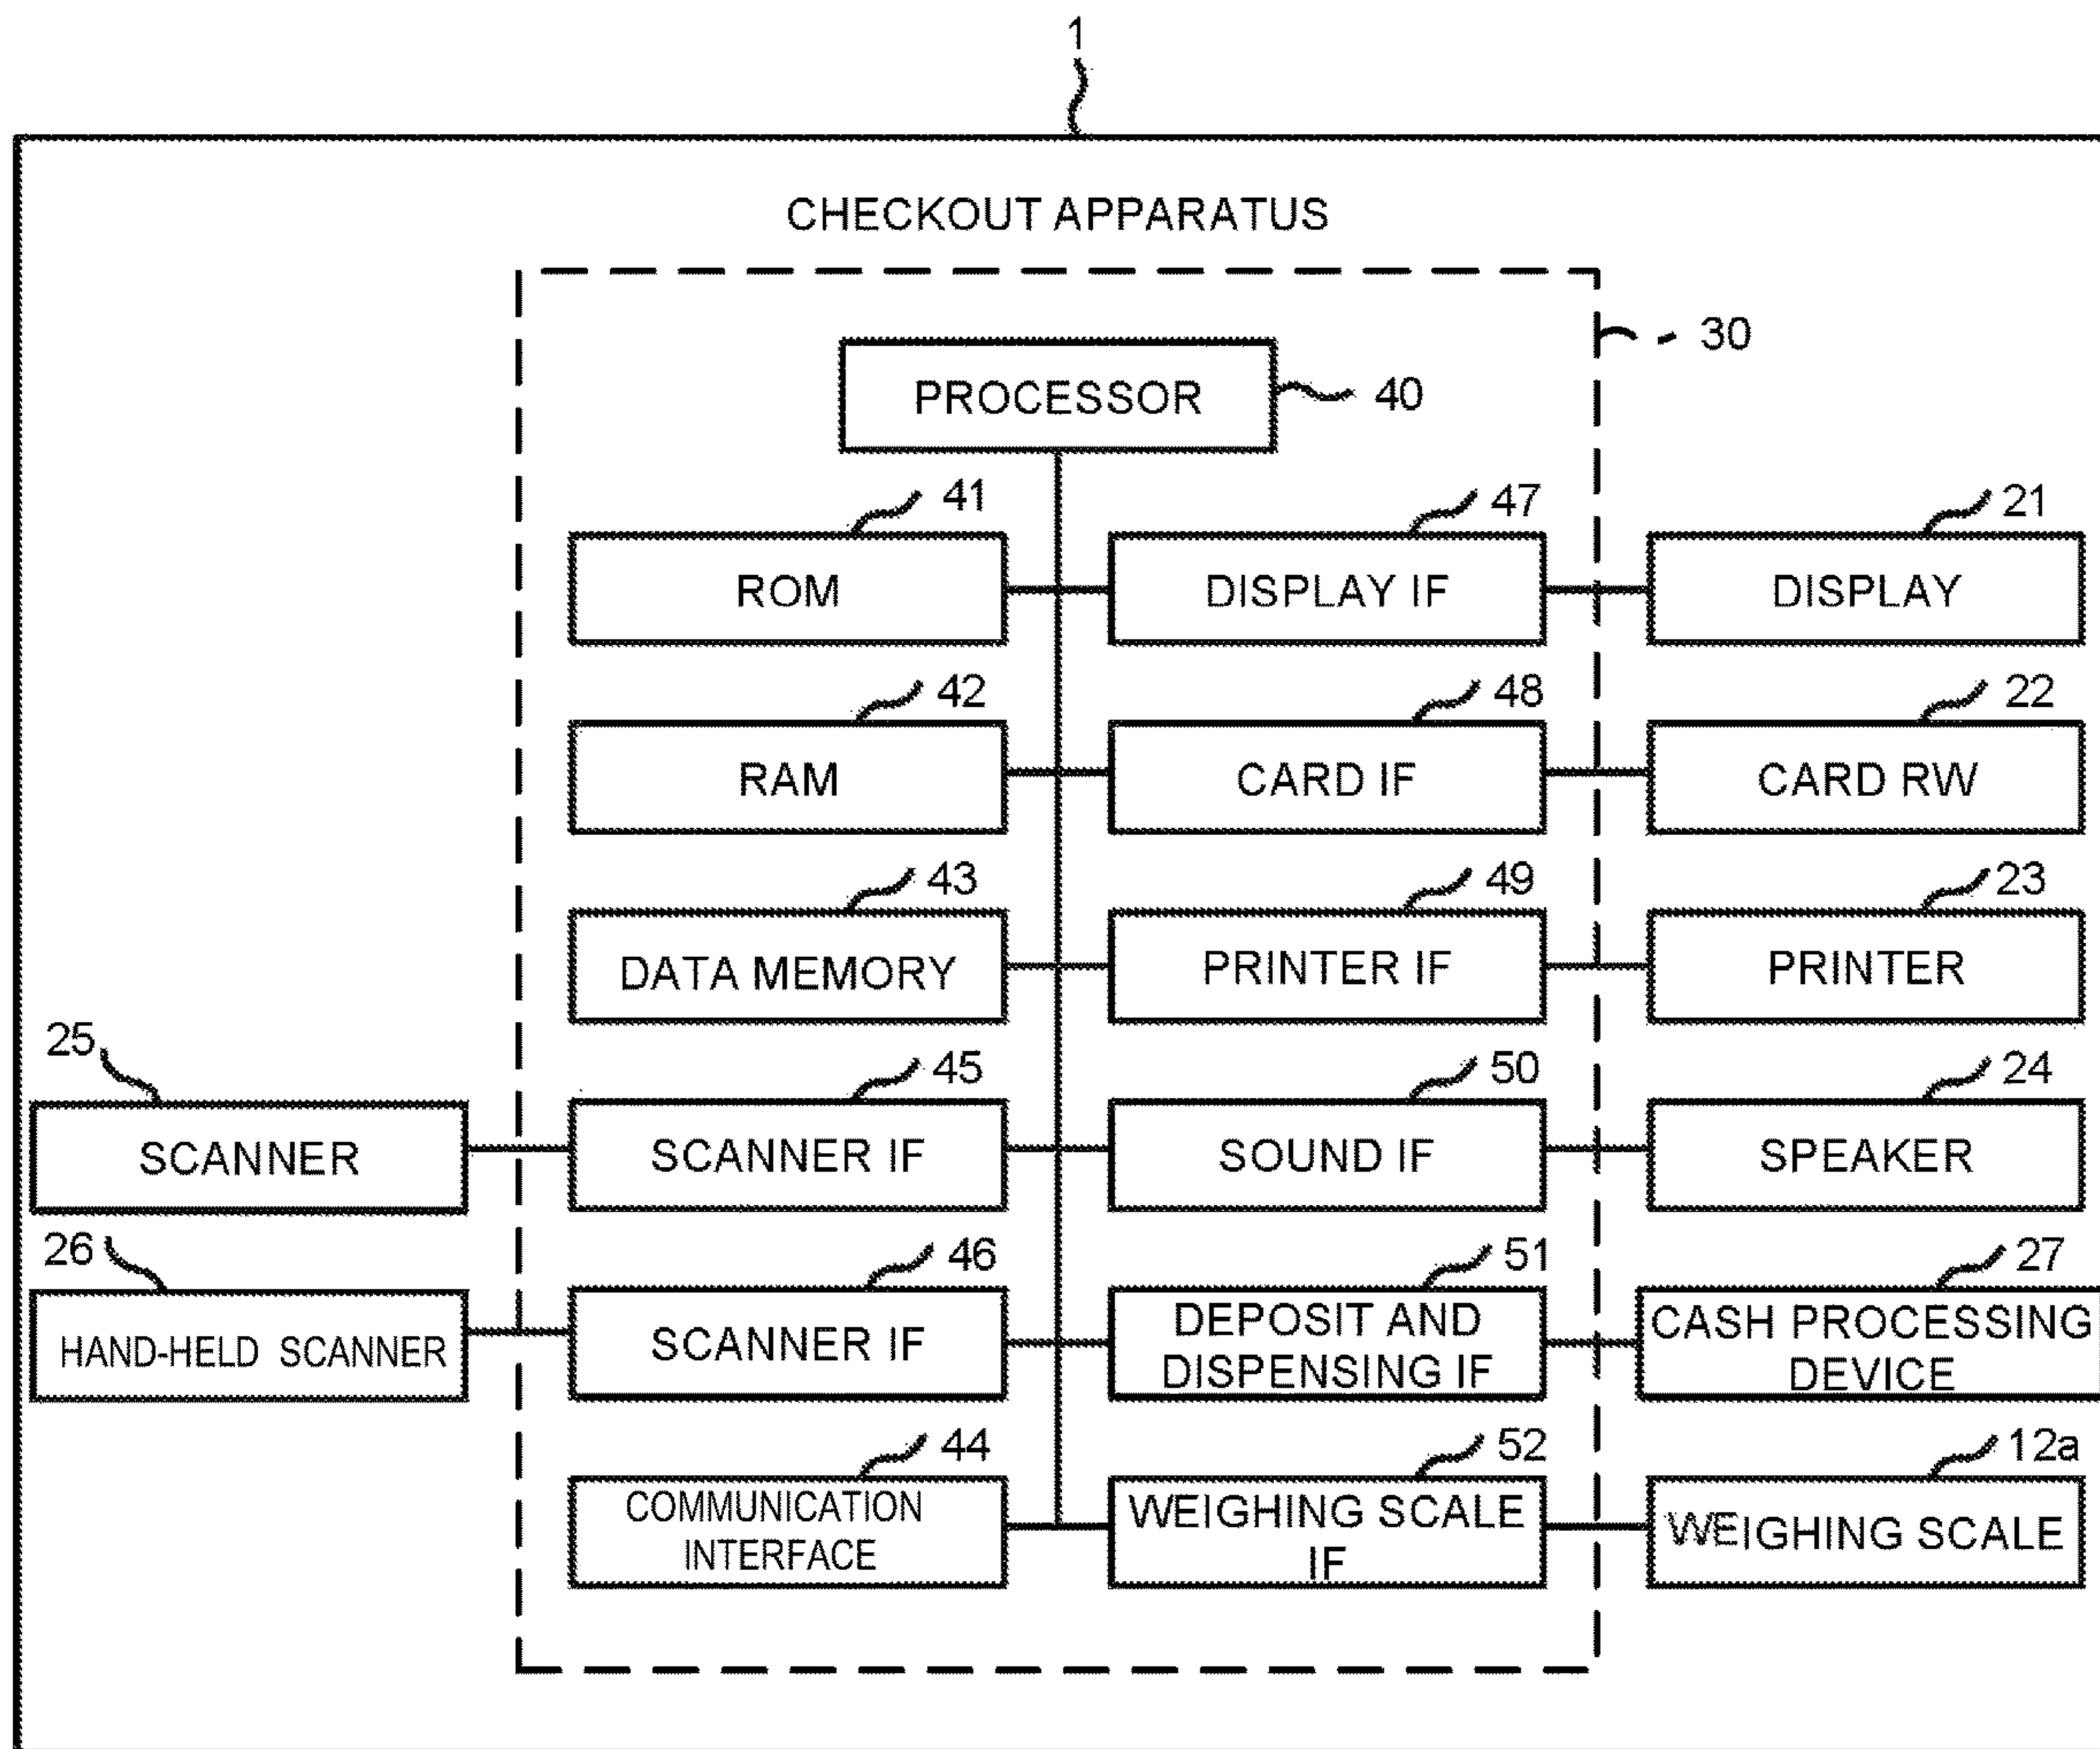 1
CHECKOUT APPARATUS
30
PROCESSOR
40
41
47
21
ROM
DISPLAY IF
DISPLAY
42
48
22
RAM
CARD IF
CARD RW
43
49
23
DATA MEMORY
PRINTER IF
PRINTER
25
45
50
24
SCANNER
SCANNER IF
SOUND IF
SPEAKER
26
46
51
27
HAND-HELD SCANNER
SCANNER IF
DEPOSIT AND
DISPENSING IF
CASH PROCESSING
DEVICE
44
52
12a
COMMUNICATION
INTERFACE
WEIGHING SCALE
IF
WEIGHING SCALE